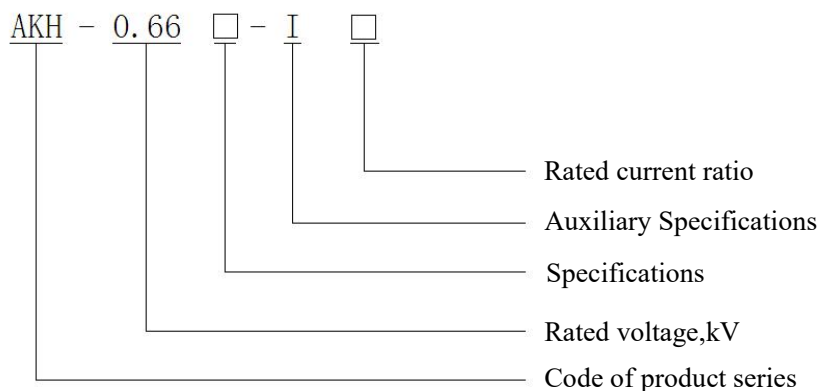 AKH - 0.66 □ - I □
Rated current ratio
Auxiliary Specifications
Specifications
Rated voltage,kV
Code of product series